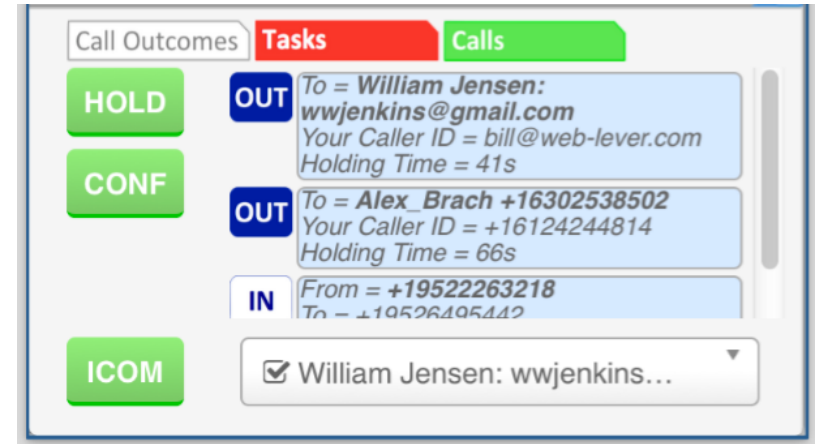 Call Outcomes Tasks Calls
HOLD
CONF
OUT
To = William Jensen:
wwjenkins@gmail.com
Your Caller ID = bill@web-lever.com
Holding Time = 41s
OUT
To = Alex_Brach +16302538502
Your Caller ID = +16124244814
Holding Time = 66s
IN
From = +19522263218
To = +19526495442
ICOM
William Jensen: wwjenkins...